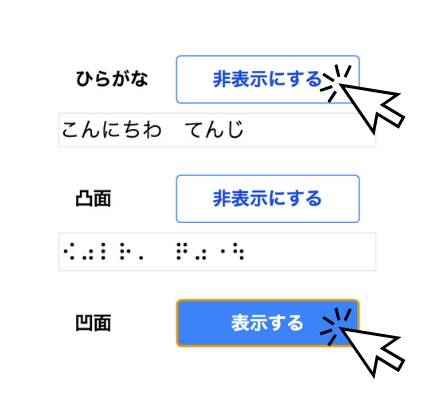 ひらがな 非表示にする
こんにちわ　てんじ
凸面 非表示にする
⠪⠴⠇⠗⠄　⠟⠴⠐⠳
凹面 表示する